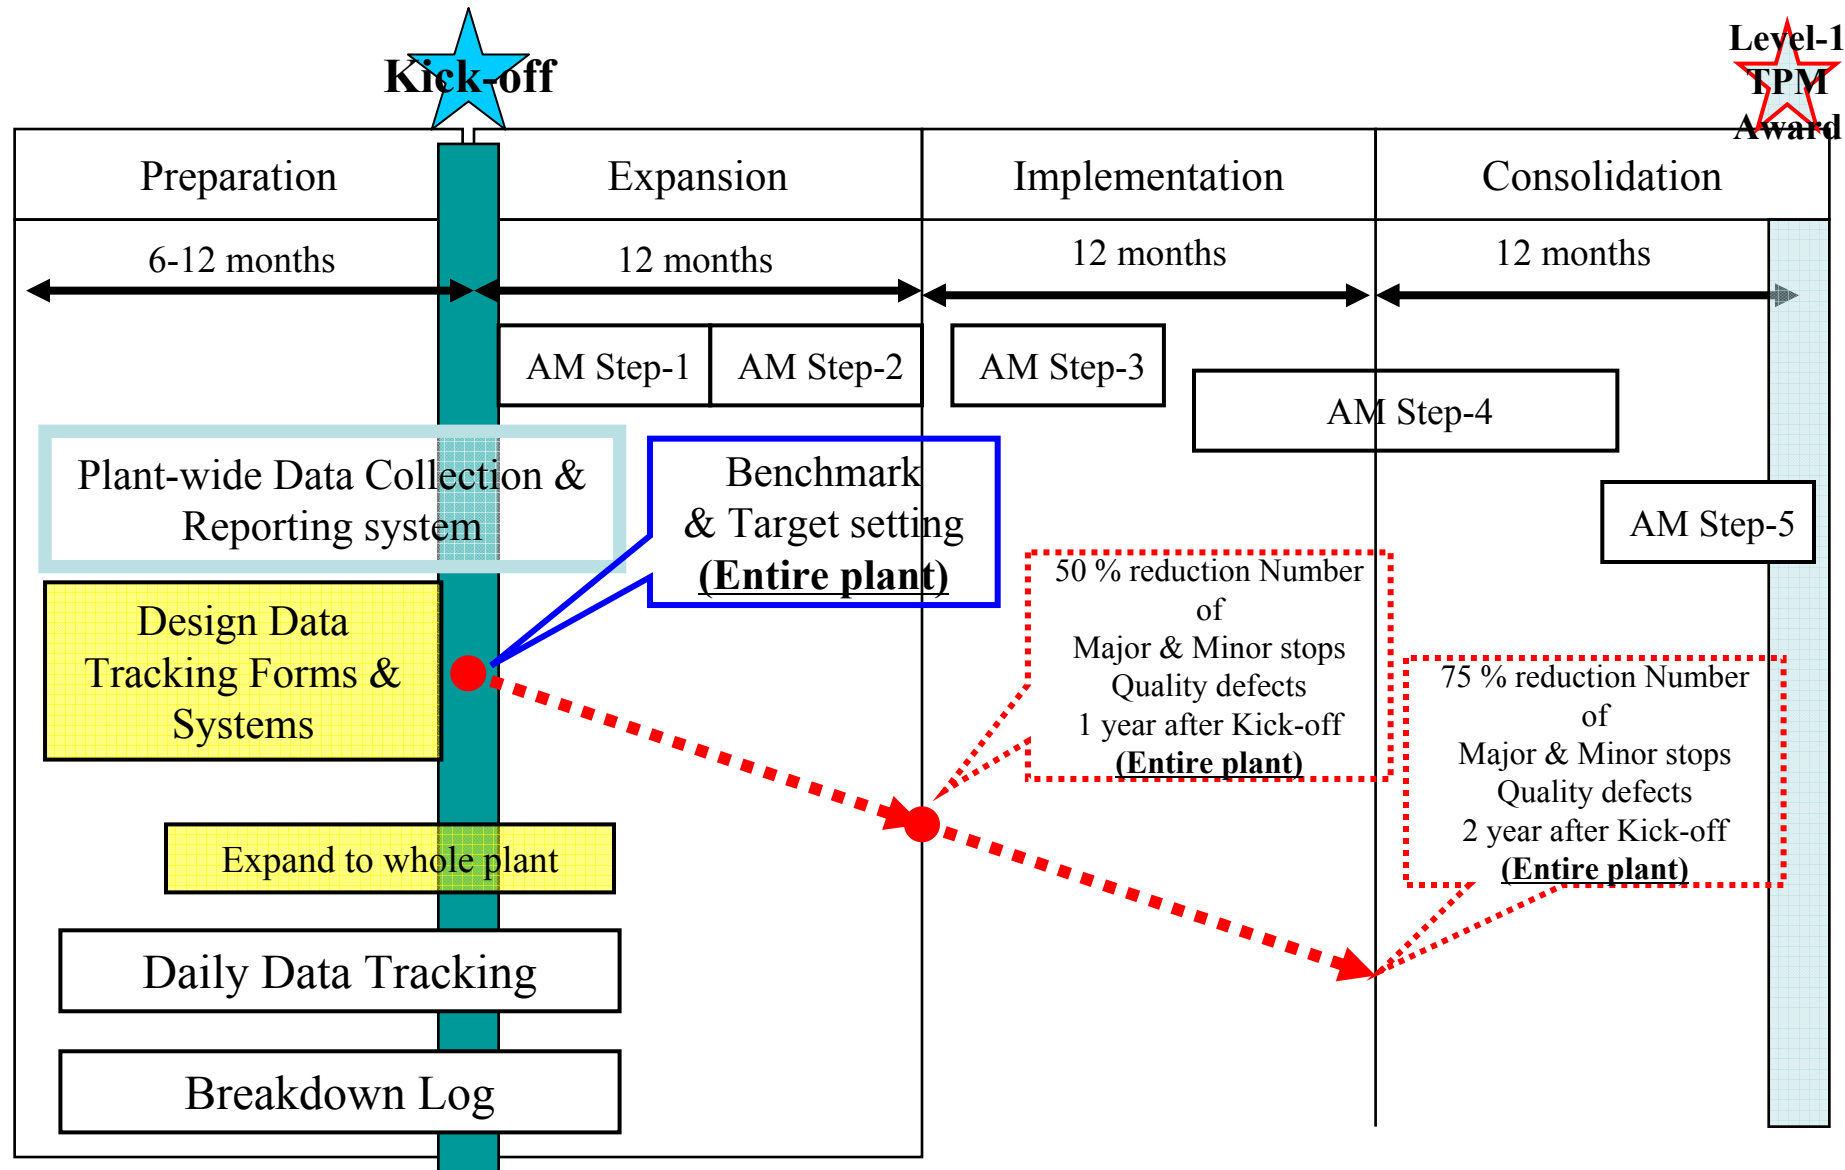 Kick-off
Level-1
TPM
Award
Preparation
Expansion
Implementation
Consolidation
6-12 months
12 months
12 months
12 months
AM Step-1
AM Step-2
AM Step-3
AM Step-4
AM Step-5
Plant-wide Data Collection &
Reporting system
Benchmark
& Target setting
(Entire plant)
Design Data
Tracking Forms &
Systems
50 % reduction Number
of
Major & Minor stops
Quality defects
1 year after Kick-off
(Entire plant)
75 % reduction Number
of
Major & Minor stops
Quality defects
2 year after Kick-off
(Entire plant)
Expand to whole plant
Daily Data Tracking
Breakdown Log